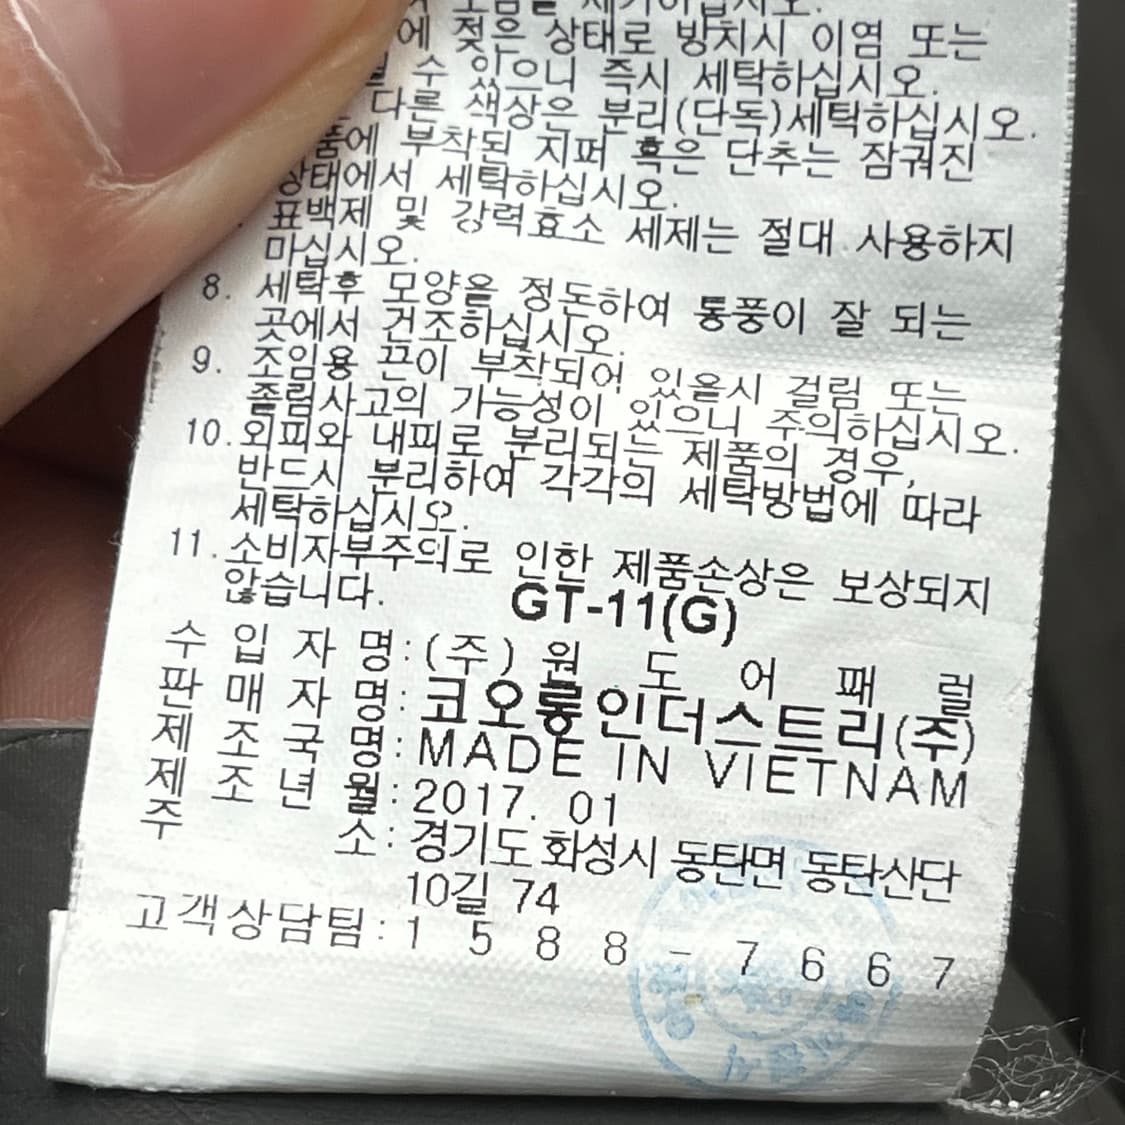 에 젖은 상태로 방치시 이염 또는
수 있으니 즉시 세탁하십시오.
다른 색상은 분리(단독)세탁하십시오.
품에 부착된 지퍼 혹은 단추는 잠궈진
상태에서 세탁하십시오.
표백제 및 강력효소 세제는 절대 사용하지
마십시오.
8. 세탁후 모양을 정돈하여 통풍이 잘 되는
곳에서 건조하십시오.
9. 조임용 끈이 부착되어 있을시 걸림 또는
졸림사고의 가능성이 있으니 주의하십시오.
10. 외피와 내피로 분리되는 제품의 경우,
반드시 분리하여 각각의 세탁방법에 따라
세탁하십시오.
11. 소비자부주의로 인한 제품손상은 보상되지
않습니다.
GT-11(G)
수 입 자 명 : (주) 원 도 어 패 럴
판 매 자 명 : 코오롱인더스트리(주)
제 조 국 명 : MADE IN VIETNAM
제 조 년 월 : 2017. 01
주 소 : 경기도 화성시 동탄면 동탄산단
10길 74
고객상담팀 : 1 5 8 8 - 7 6 6 7